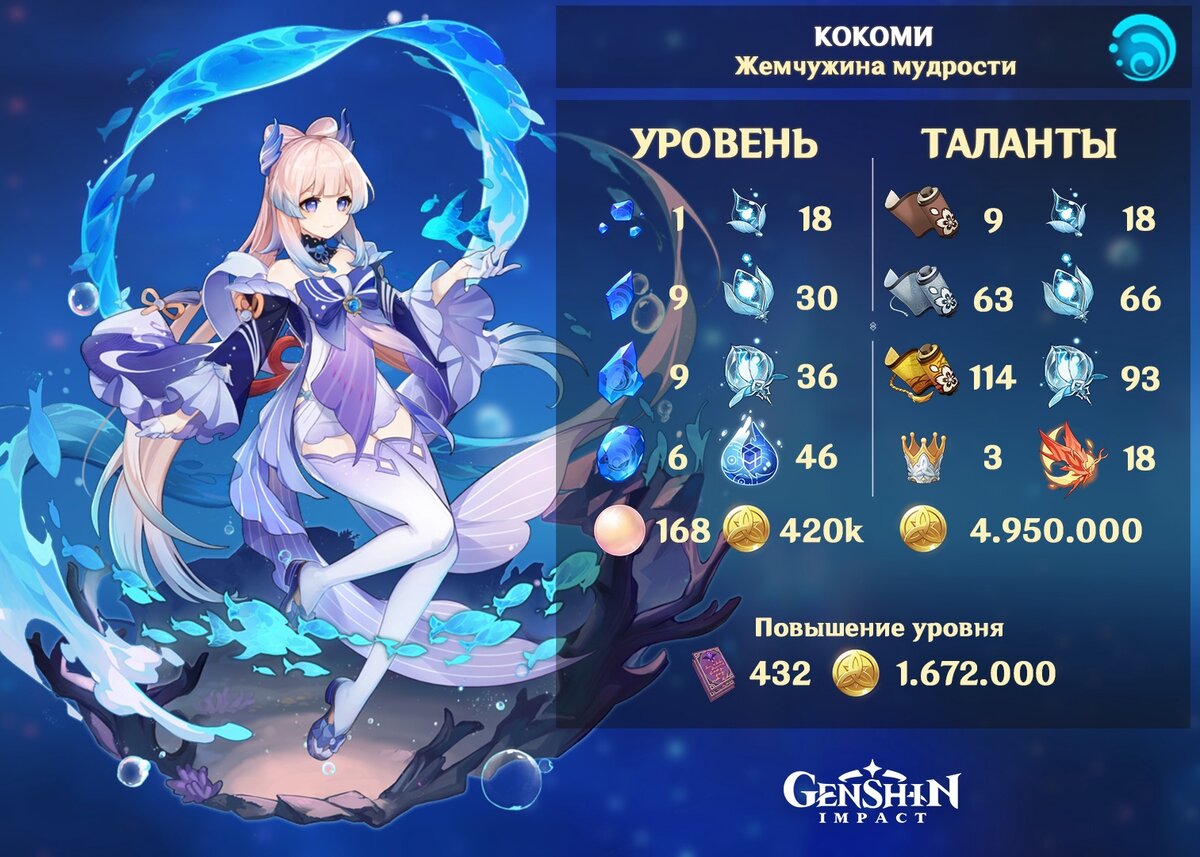 КОКОМИ
Жемчужина мудрости
УРОВЕНЬ ТАЛАНТЫ
1 18 9 18
9 30 63 66
9 36 114 93
6 46 3 18
168 420k 4.950.000
Повышение уровня
432 1.672.000
GENSHIN
IMPACT